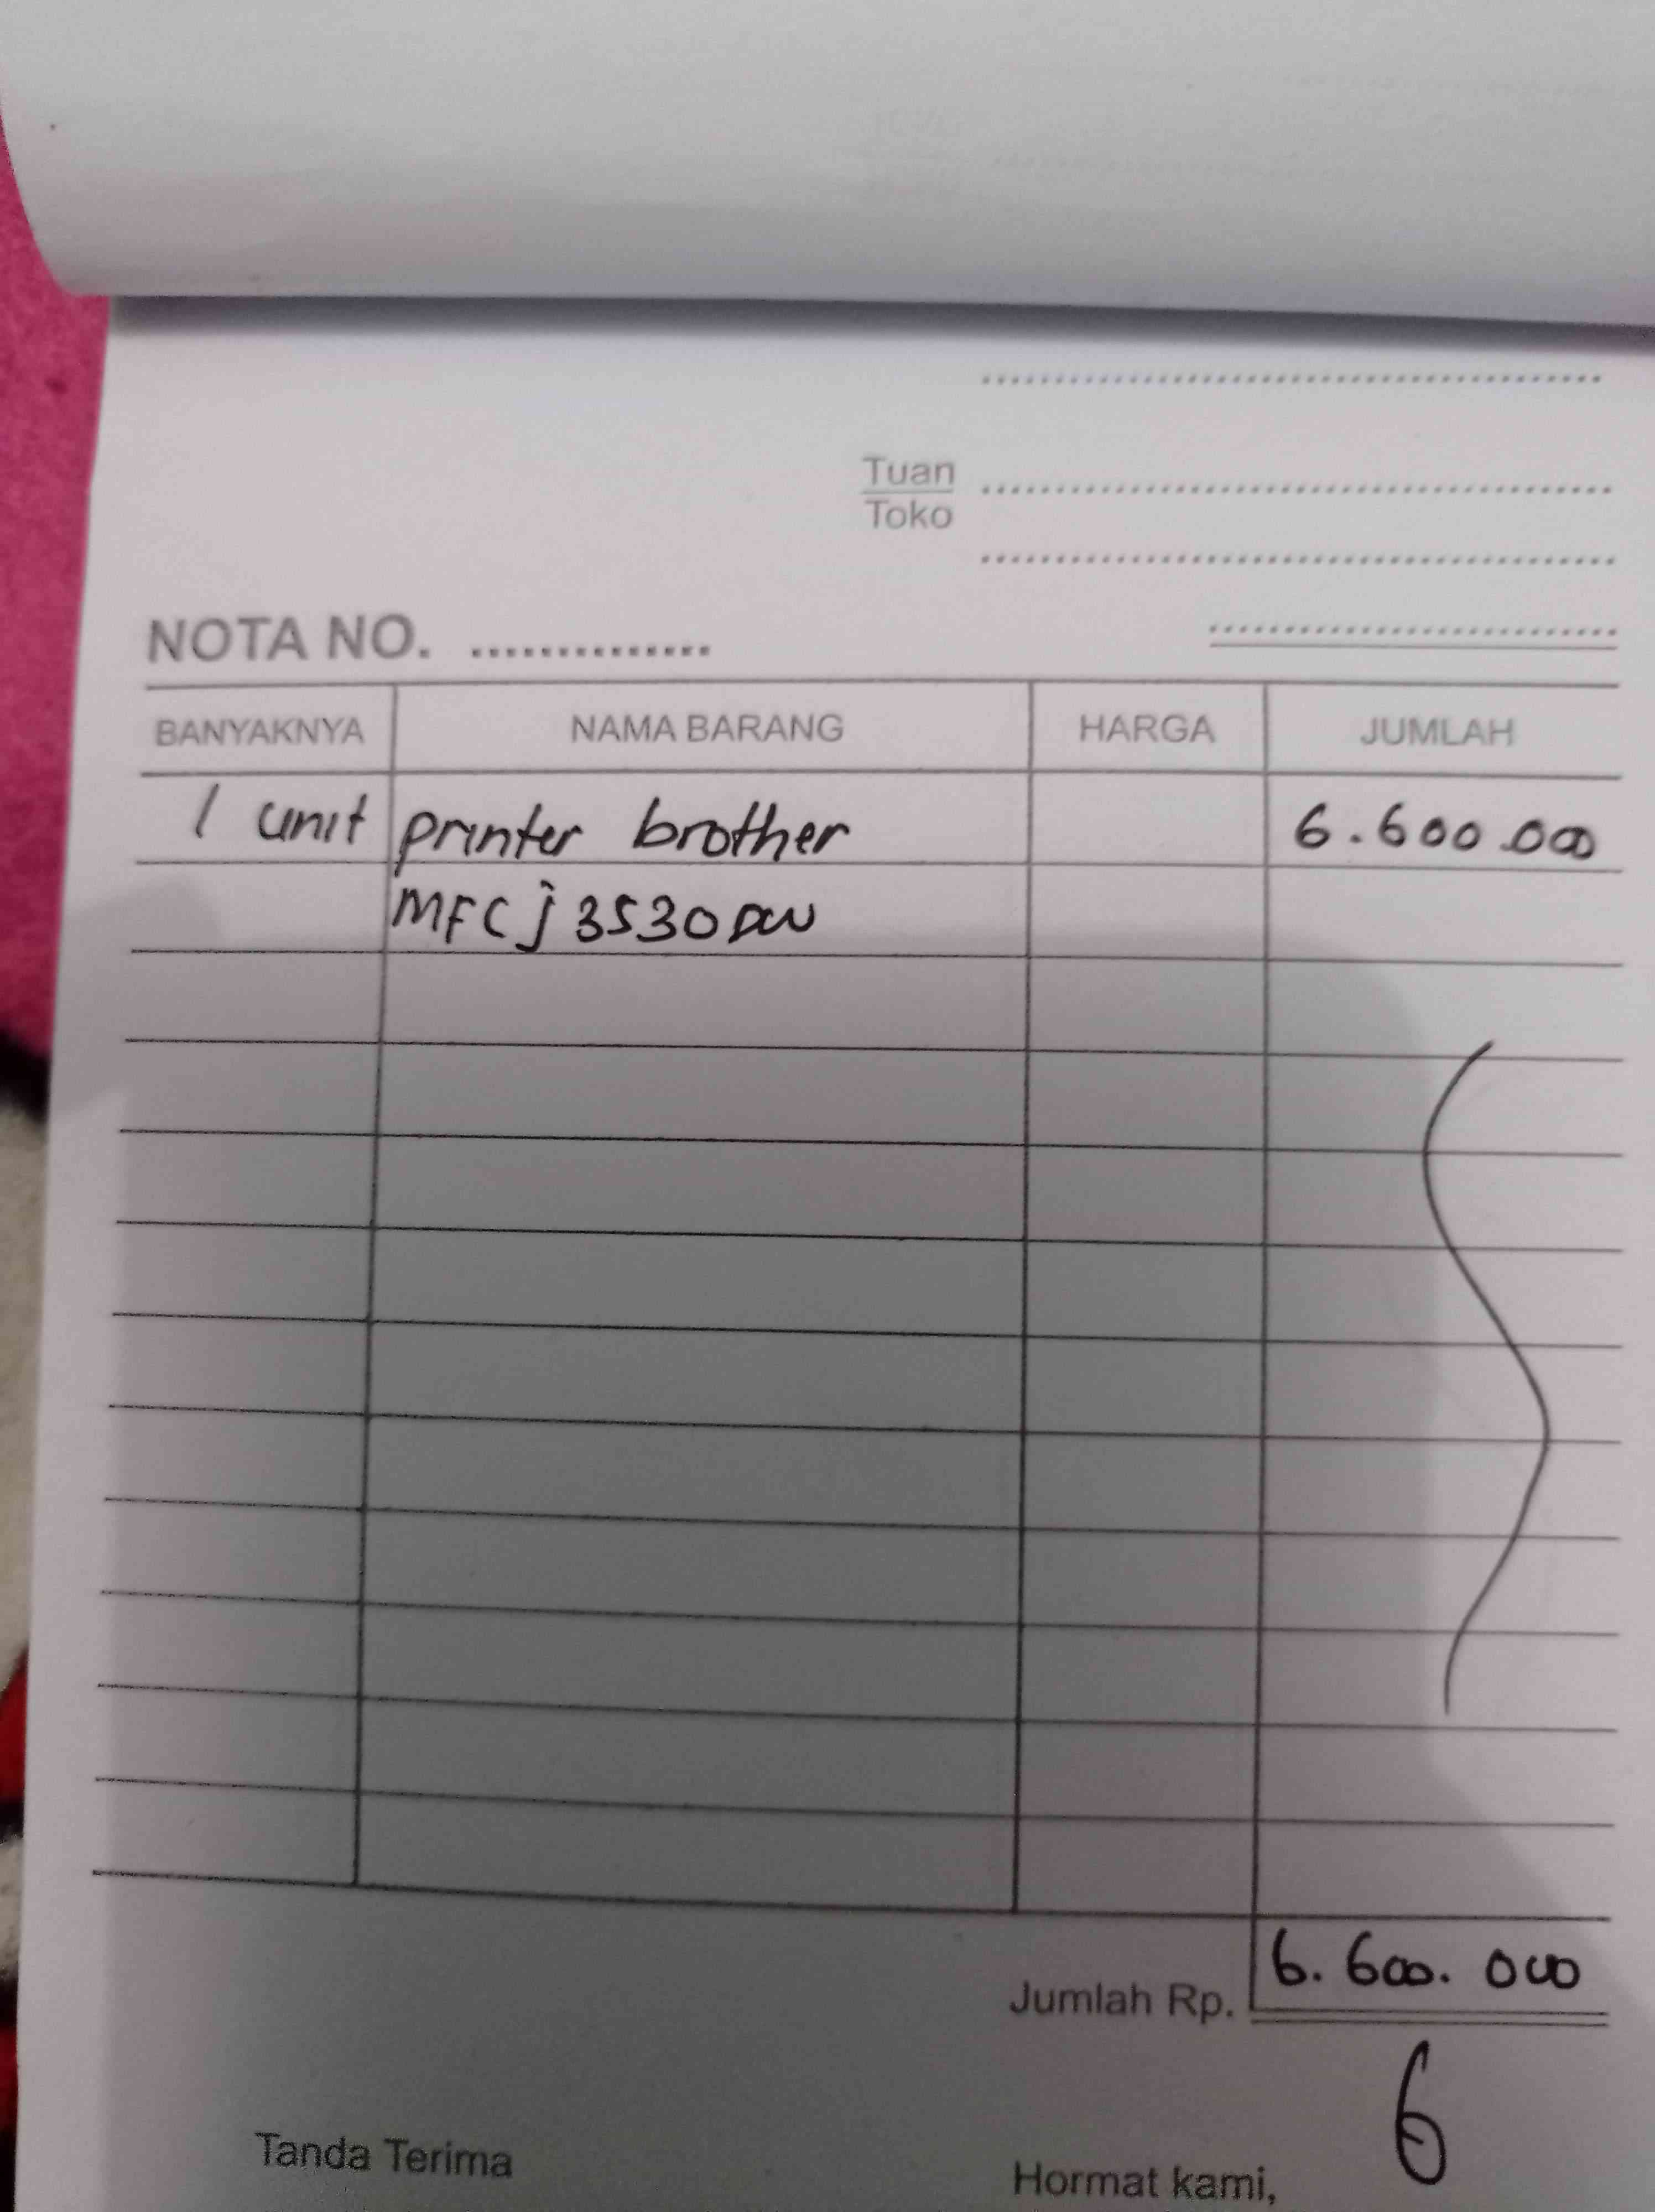 Tuan
Toko
NOTA NO. ...............
BANYAKNYA NAMA BARANG HARGA JUMLAH
1 unit printer brother 6.600.000
MFC j 3530 DW
Jumlah Rp. 6.600.000
Tanda Terima
Hormat kami,